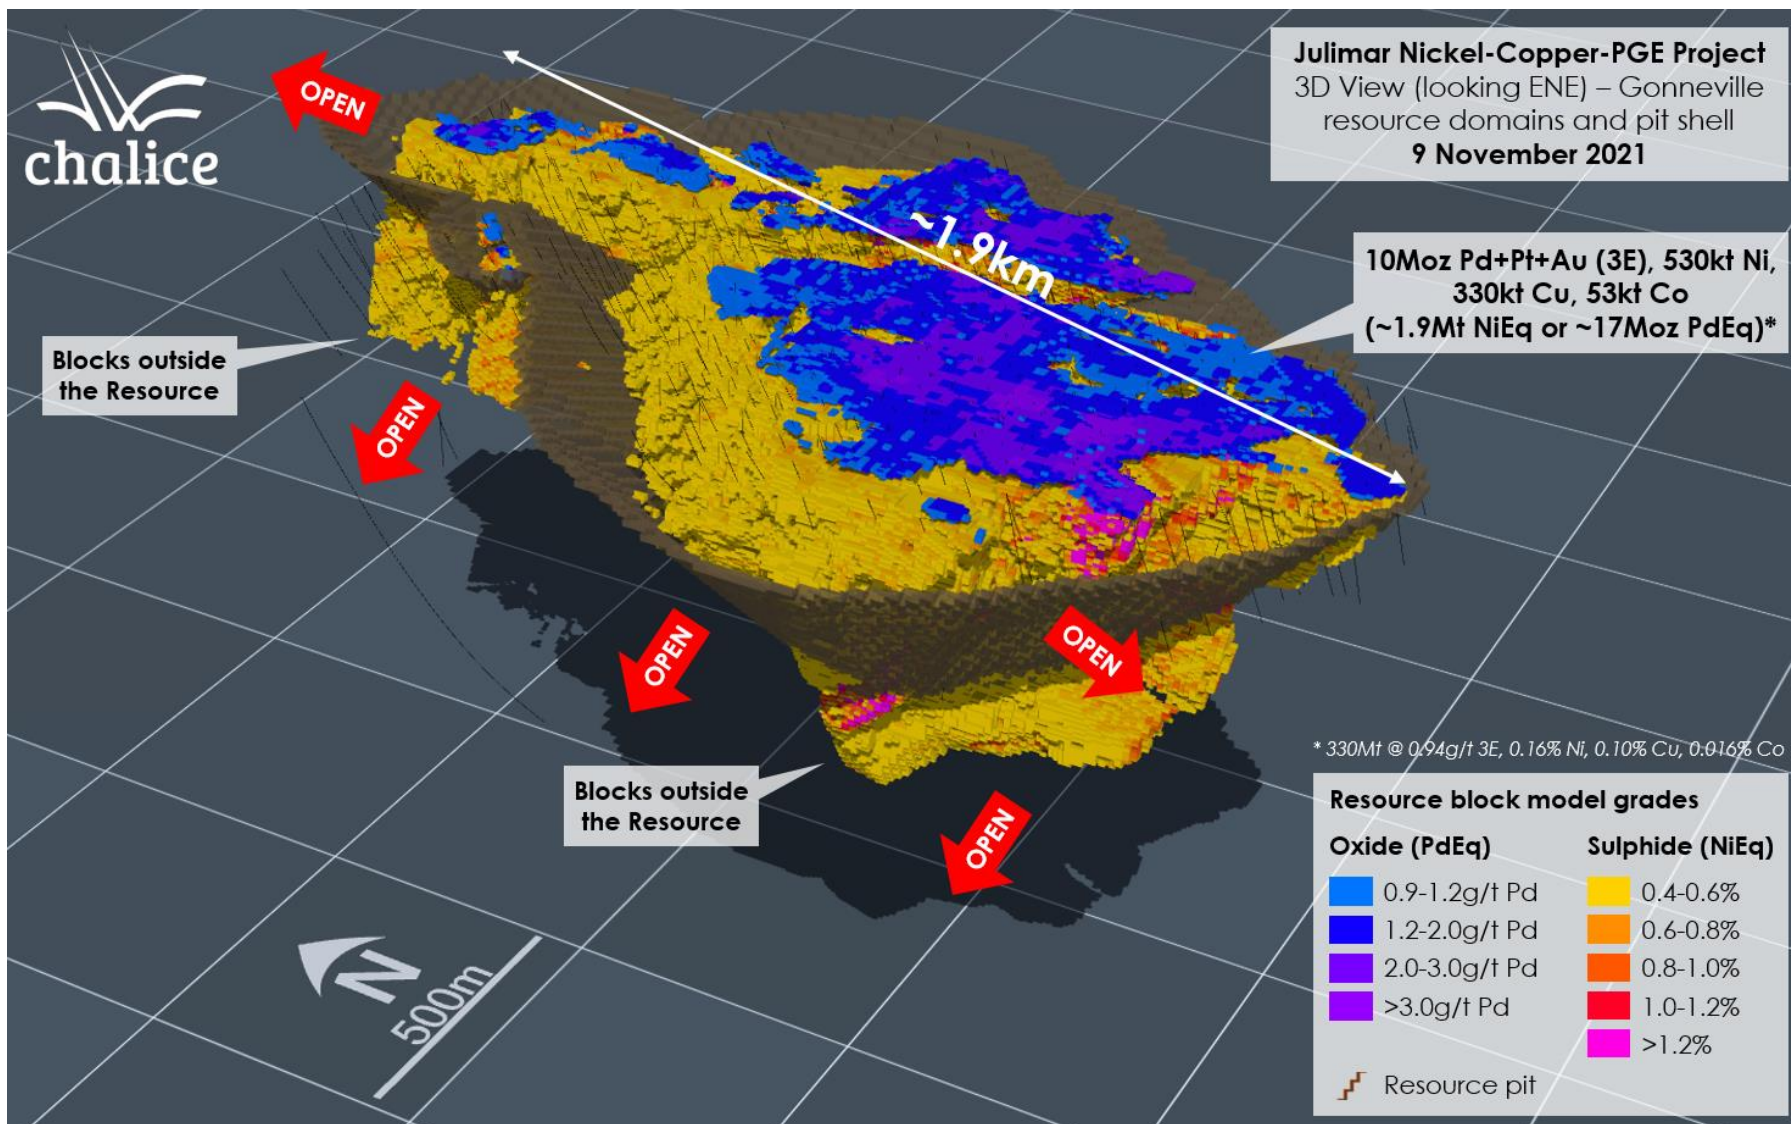 chalice
OPEN
Julimar Nickel-Copper-PGE Project
3D View (looking ENE) – Gonneville
resource domains and pit shell
9 November 2021
~1.9km
10Moz Pd+Pt+Au (3E), 530kt Ni,
330kt Cu, 53kt Co
(~1.9Mt NiEq or ~17Moz PdEq)*
Blocks outside
the Resource
OPEN
OPEN
OPEN
Blocks outside
the Resource
OPEN
* 330Mt @ 0.94g/t 3E, 0.16% Ni, 0.10% Cu, 0.016% Co
N
500m
Resource block model grades
Oxide (PdEq)
0.9-1.2g/t Pd
1.2-2.0g/t Pd
2.0-3.0g/t Pd
>3.0g/t Pd
Sulphide (NiEq)
0.4-0.6%
0.6-0.8%
0.8-1.0%
1.0-1.2%
>1.2%
Resource pit